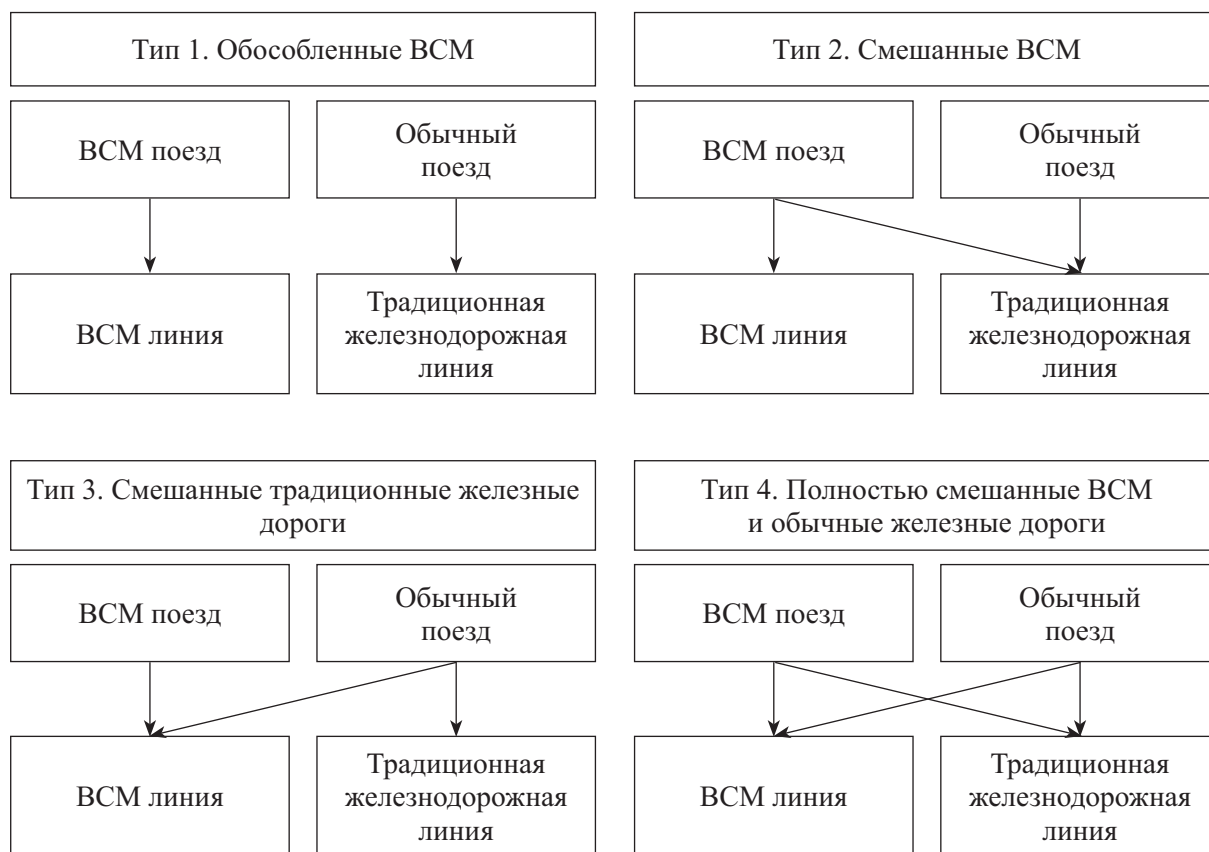 Тип 1. Обособленные ВСМ
ВСМ поезд
Обычный
поезд
ВСМ линия
Традиционная
железнодорожная
линия
Тип 2. Смешанные ВСМ
ВСМ поезд
Обычный
поезд
ВСМ линия
Традиционная
железнодорожная
линия
Тип 3. Смешанные традиционные железные
дороги
ВСМ поезд
Обычный
поезд
ВСМ линия
Традиционная
железнодорожная
линия
Тип 4. Полностью смешанные ВСМ
и обычные железные дороги
ВСМ поезд
Обычный
поезд
ВСМ линия
Традиционная
железнодорожная
линия